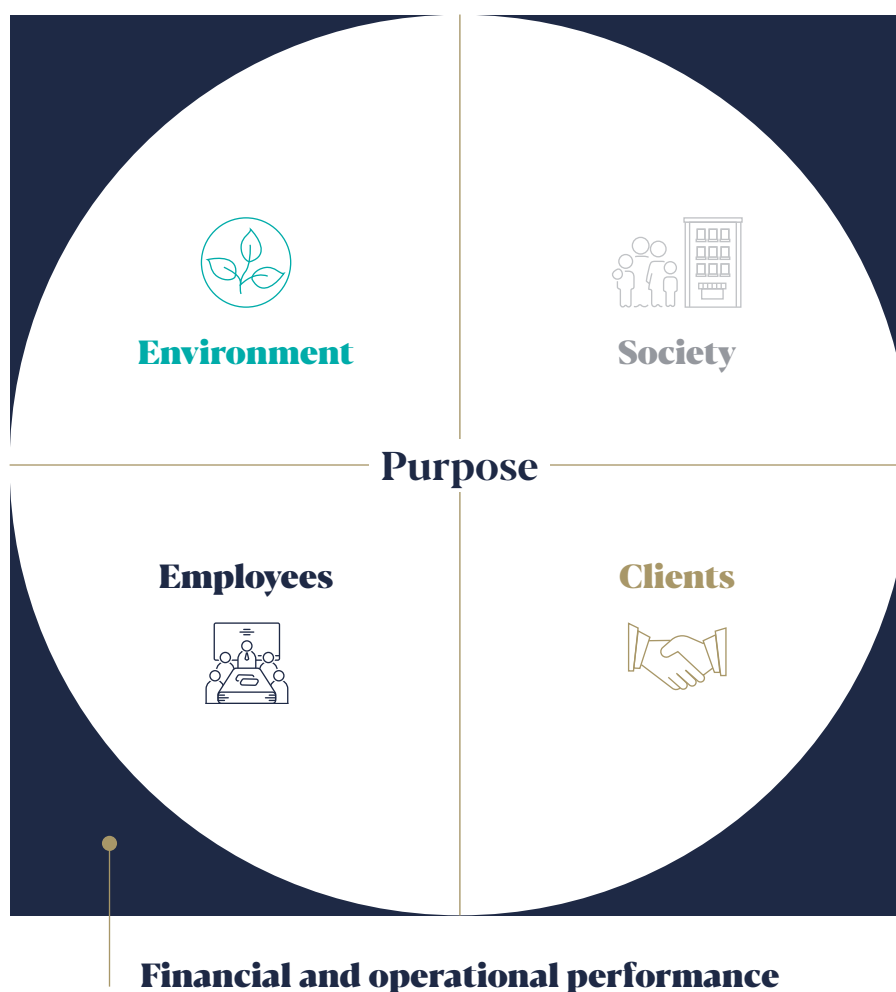 Environment
Society
Purpose
Employees
Clients
Financial and operational performance